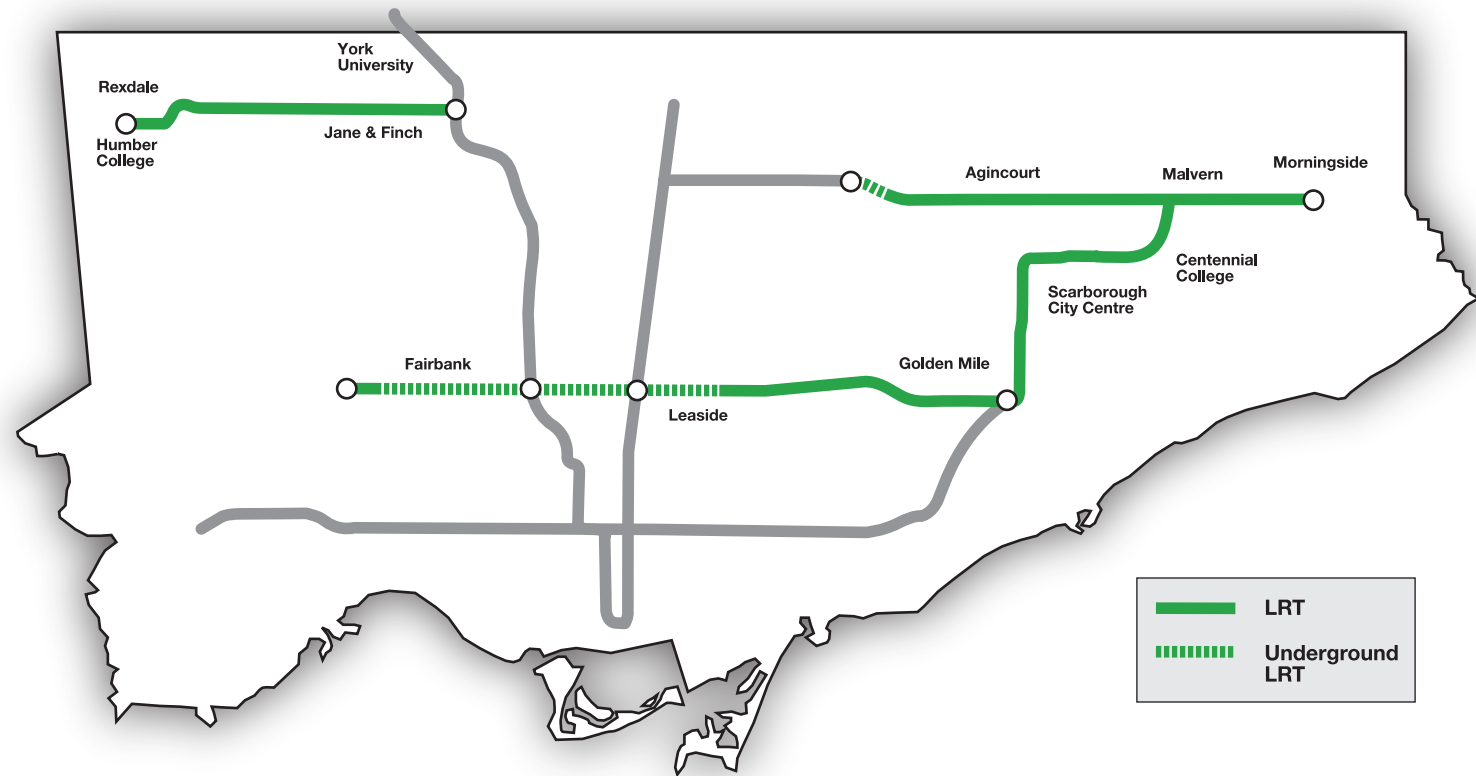 York
University
Rexdale
Jane & Finch
Humber
College
Agincourt
Malvern
Morningside
Centennial
College
Scarborough
City Centre
Fairbank
Golden Mile
Leaside
LRT
Underground
LRT